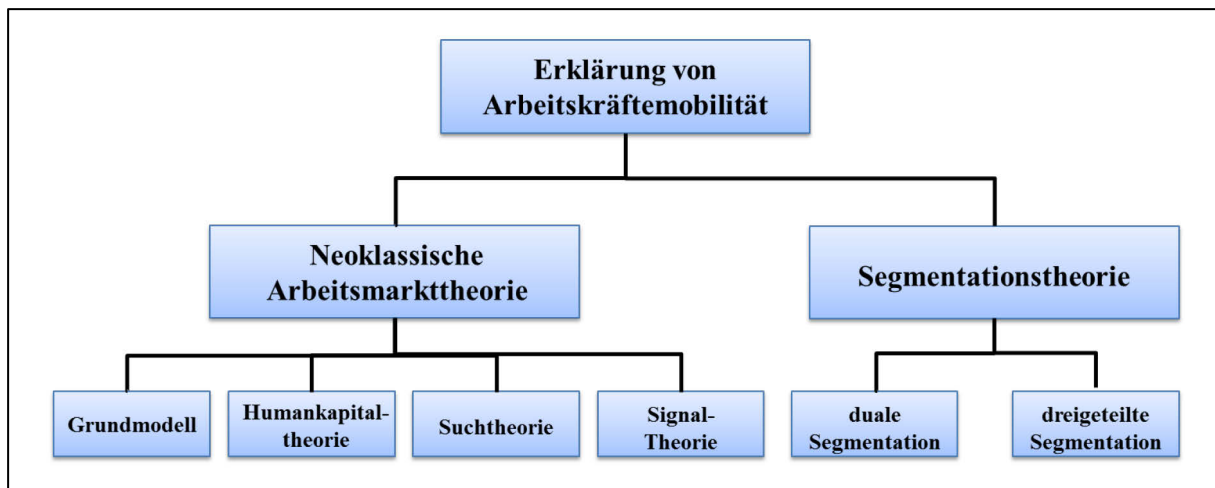 Erklärung von
Arbeitskräftemobilität
Neoklassische
Arbeitsmarkttheorie
Segmentationstheorie
Grundmodell
Humankapital-
theorie
Suchtheorie
Signal-
Theorie
duale
Segmentation
dreigeteilte
Segmentation